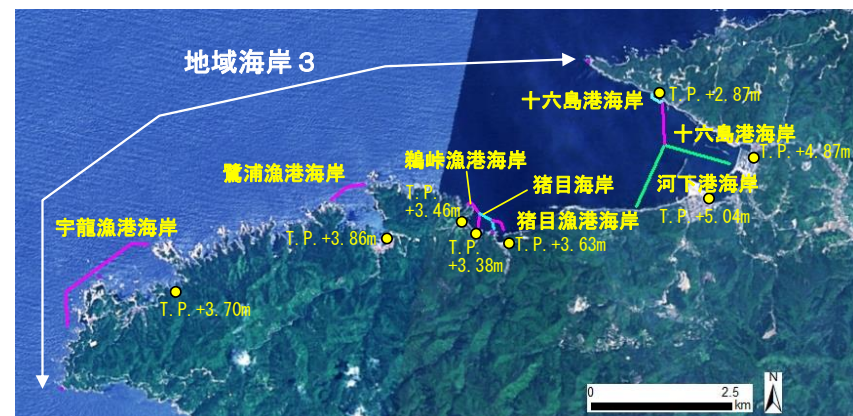 地域海岸３
十六島港海岸
T.P.+2.87m
十六島港海岸
T.P.+4.87m
鵜峠漁港海岸
鷺浦漁港海岸
T.P.
+3.46m
猪目海岸
河下港海岸
T.P.+5.04m
猪目漁港海岸
宇龍漁港海岸
T.P.+3.86m
T.P.
+3.38m
T.P.+3.63m
T.P.+3.70m
0
2.5
km
N